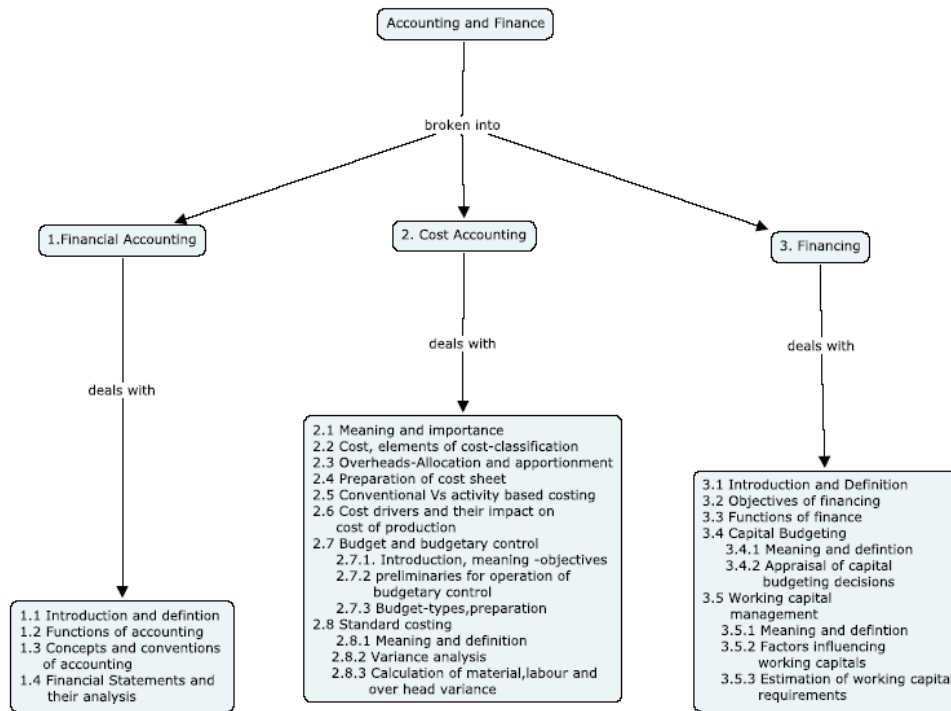 Accounting and Finance
broken into
1.Financial Accounting
2. Cost Accounting
3. Financing
deals with
deals with
deals with
1.1 Introduction and defintion
1.2 Functions of accounting
1.3 Concepts and conventions
of accounting
1.4 Financial Statements and
their analysis
2.1 Meaning and importance
2.2 Cost, elements of cost-classification
2.3 Overheads-Allocation and apportionment
2.4 Preparation of cost sheet
2.5 Conventional Vs activity based costing
2.6 Cost drivers and their impact on
cost of production
2.7 Budget and budgetary control
2.7.1. Introduction, meaning -objectives
2.7.2 preliminaries for operation of
budgetary control
2.7.3 Budget-types,preparation
2.8 Standard costing
2.8.1 Meaning and definition
2.8.2 Variance analysis
2.8.3 Calculation of material,labour and
over head variance
3.1 Introduction and Definition
3.2 Objectives of financing
3.3 Functions of finance
3.4 Capital Budgeting
3.4.1 Meaning and defintion
3.4.2 Appraisal of capital
budgeting decisions
3.5 Working capital
management
3.5.1 Meaning and defintion
3.5.2 Factors influencing
working capitals
3.5.3 Estimation of working capital
requirements